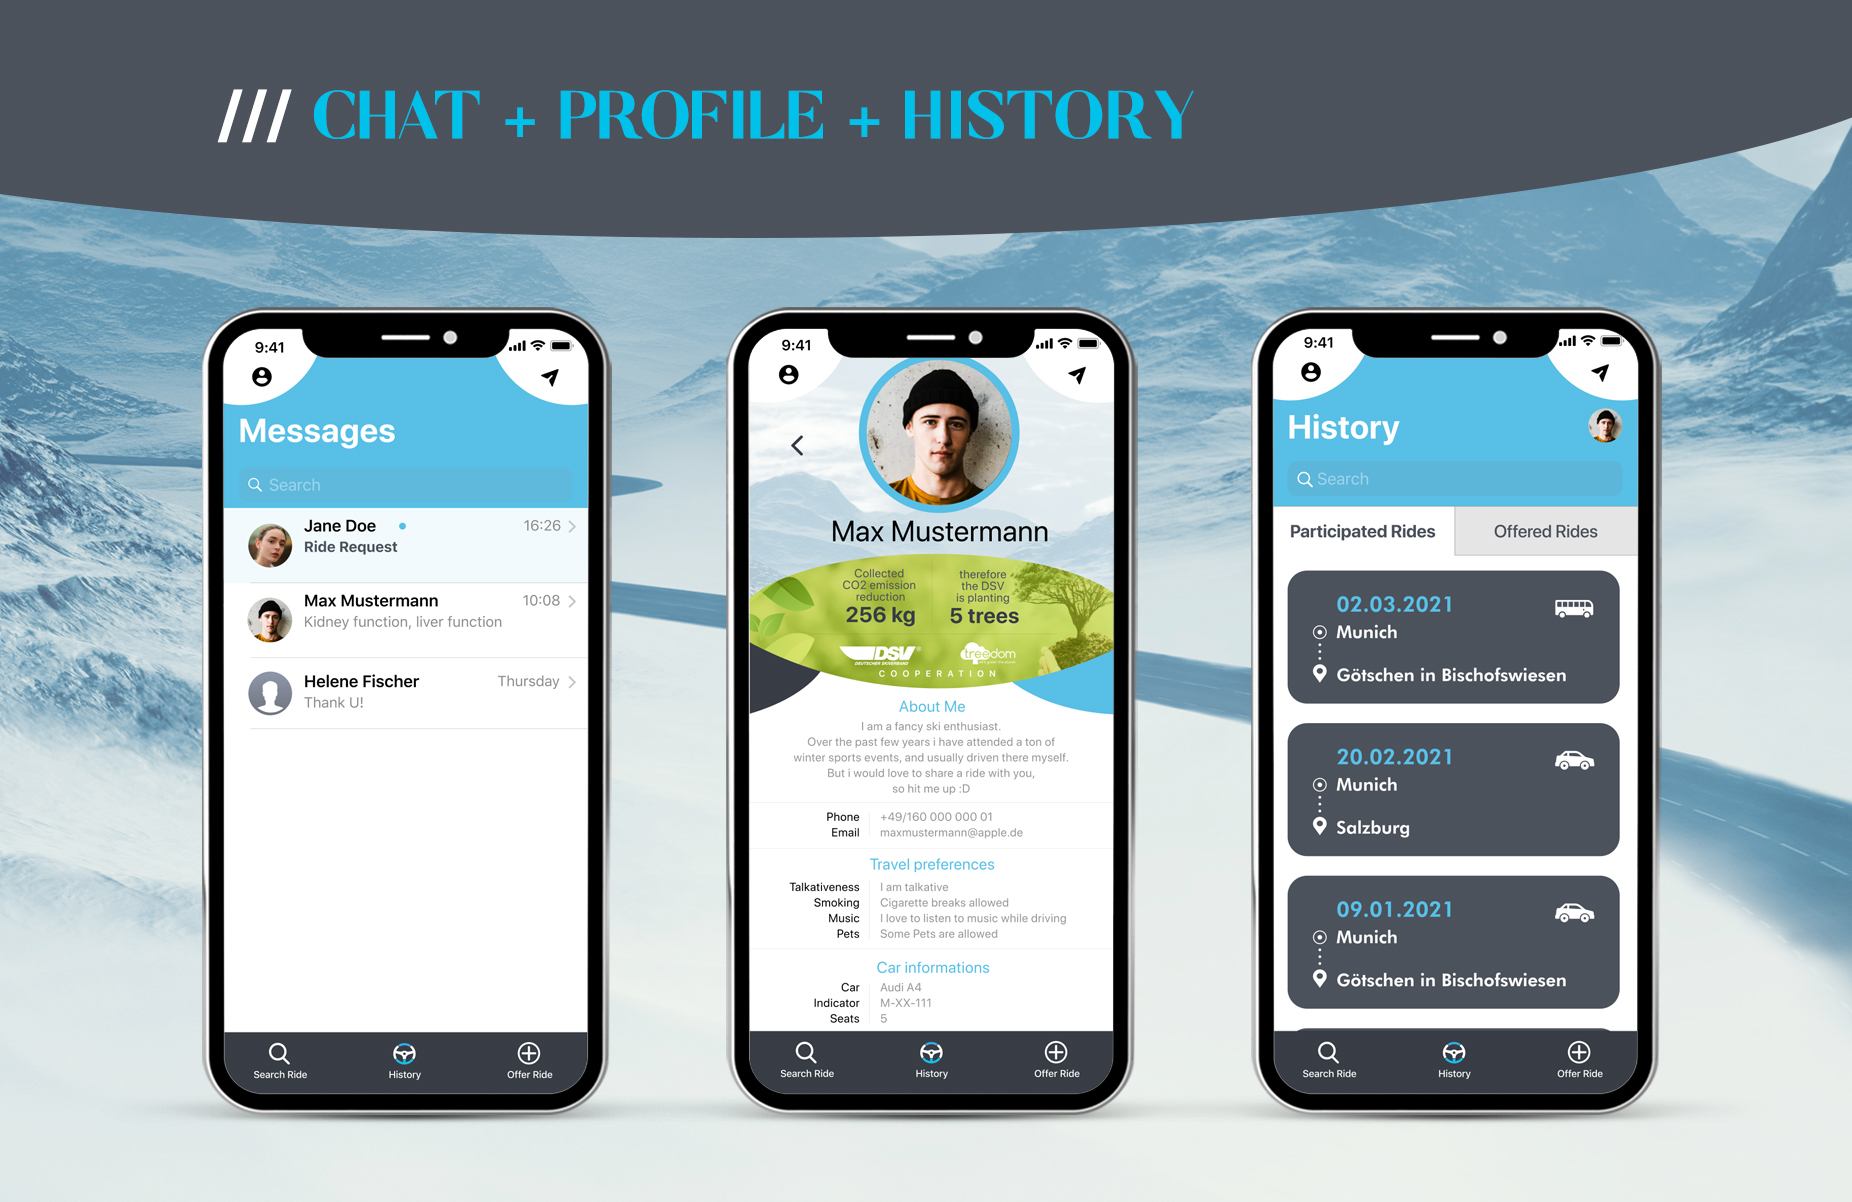 /// CHAT + PROFILE + HISTORY
9:41
Messages
Search
Jane Doe
16:26
Ride Request
Max Mustermann
10:08
Kidney function, liver function
Helene Fischer
Thursday
Thank U!
Search Ride
History
Offer Ride
9:41
Max Mustermann
Collected
CO2 emission
reduction
256 kg
therefore
the DSV
is planting
5 trees
DSV
DEUTSCHER SKIVERBAND
treedom
COOPERATION
About Me
I am a fancy ski enthusiast.
Over the past few years i have attended a ton of
winter sports events, and usually driven there myself.
But i would love to share a ride with you,
so hit me up :D
Phone +49/160 000 000 01
Email maxmustermann@apple.de
Travel preferences
Talkativeness I am talkative
Smoking Cigarette breaks allowed
Music I love to listen to music while driving
Pets Some Pets are allowed
Car informations
Car Audi A4
Indicator M-XX-111
Seats 5
Search Ride
History
Offer Ride
9:41
History
Search
Participated Rides
Offered Rides
02.03.2021
Munich
Götschen in Bischofswiesen
20.02.2021
Munich
Salzburg
09.01.2021
Munich
Götschen in Bischofswiesen
Search Ride
History
Offer Ride